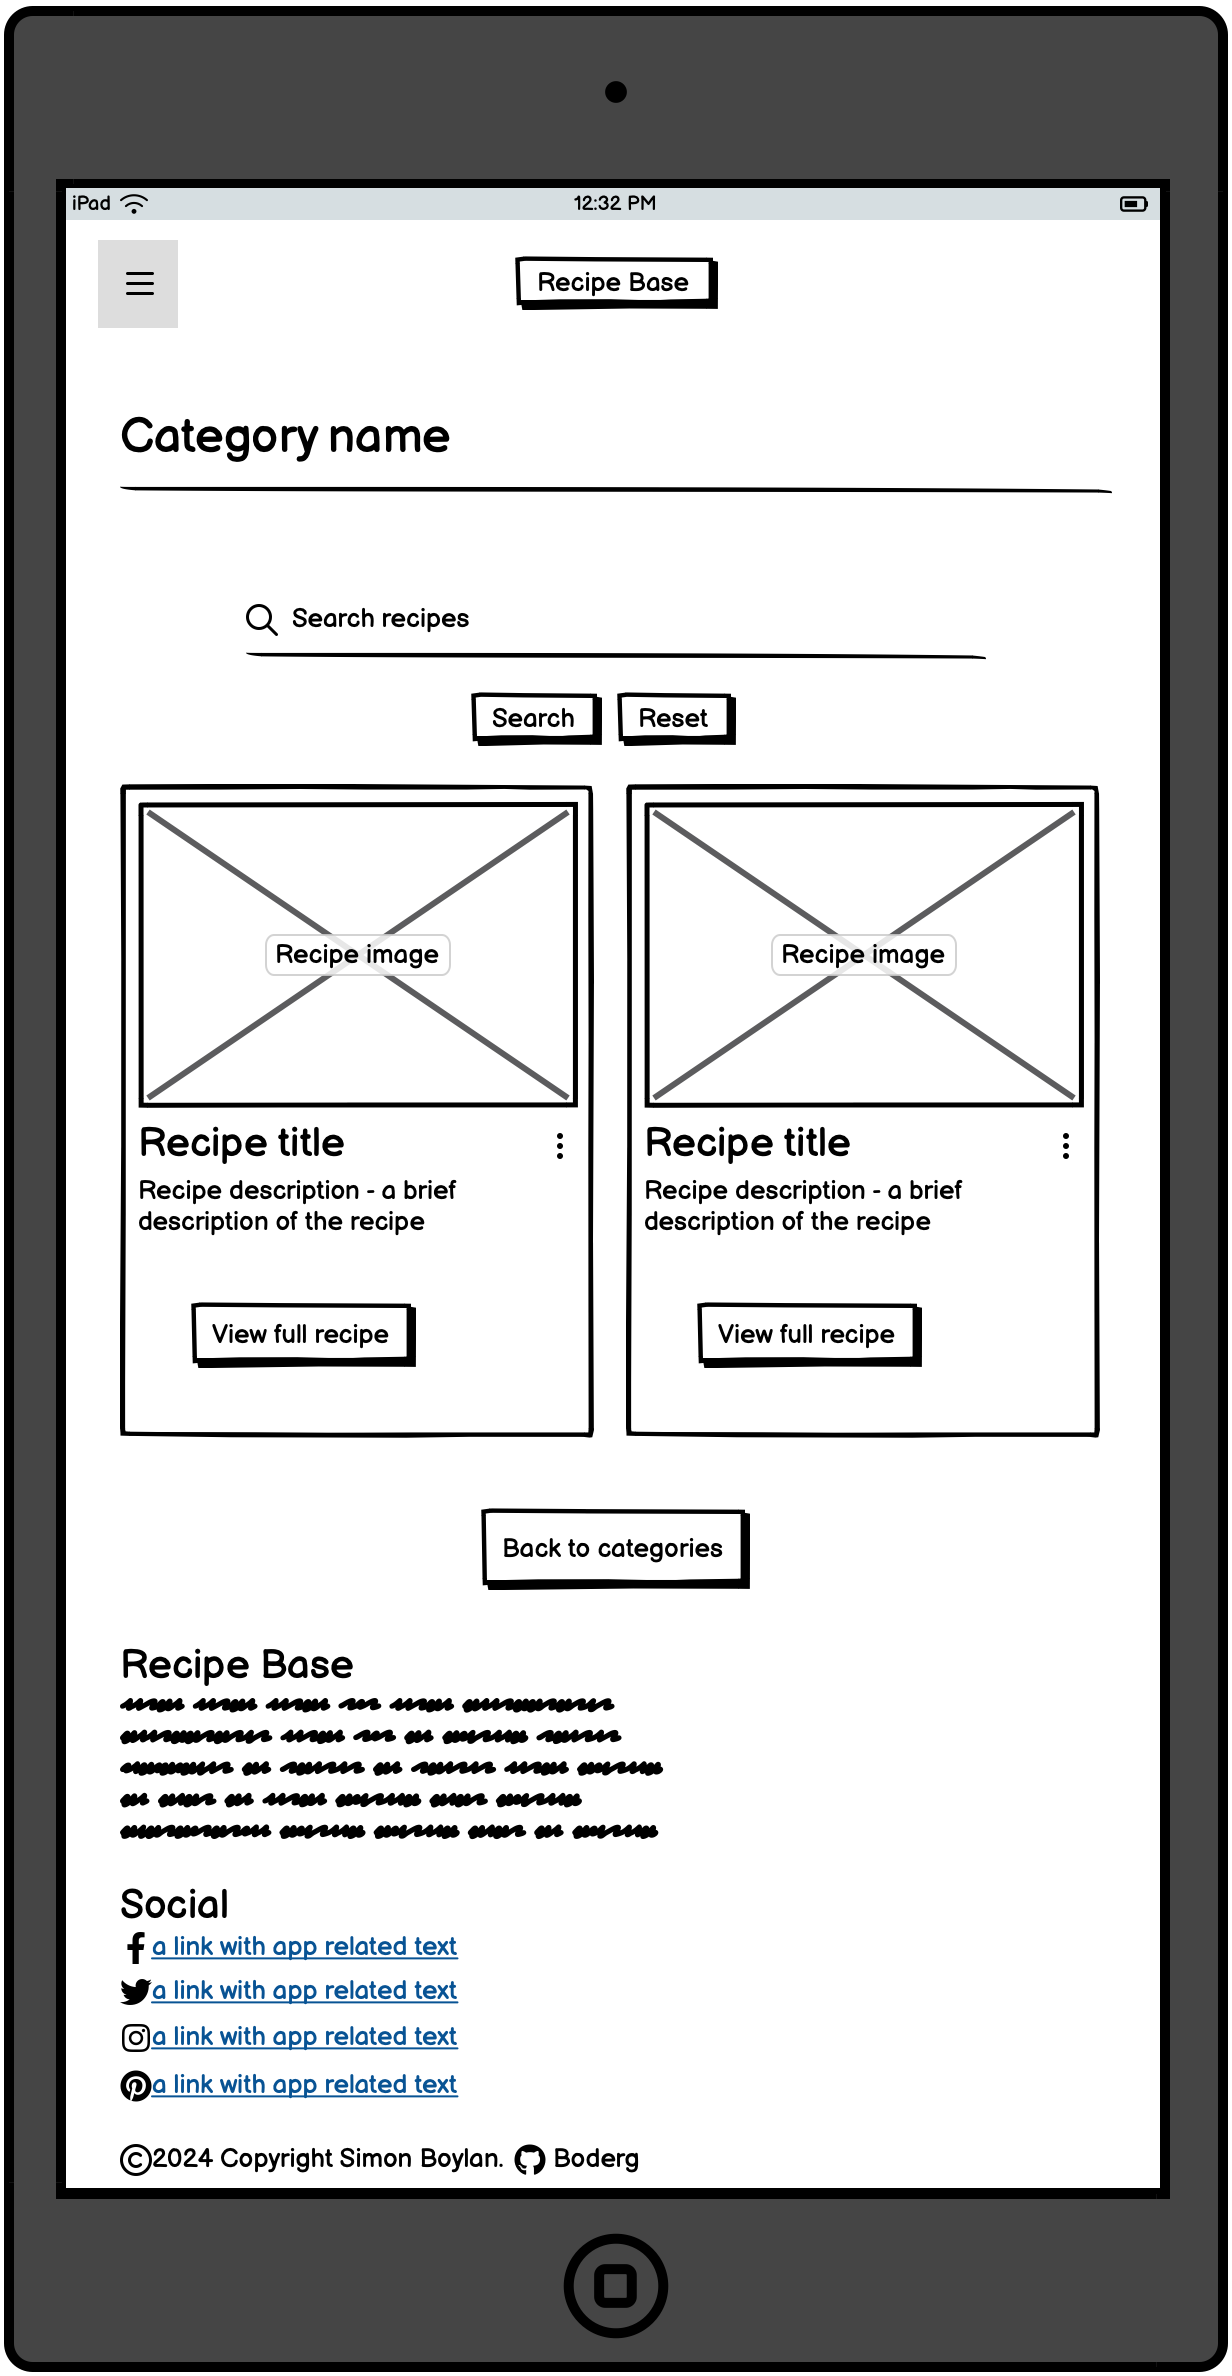 iPad 12:32 PM
Recipe Base
Category name
Search recipes
Search Reset
Recipe image
Recipe title
Recipe description - a brief
description of the recipe
View full recipe
Recipe image
Recipe title
Recipe description - a brief
description of the recipe
View full recipe
Back to categories
Recipe Base
Social
a link with app related text
a link with app related text
a link with app related text
a link with app related text
©2024 Copyright Simon Boylan. Boderg